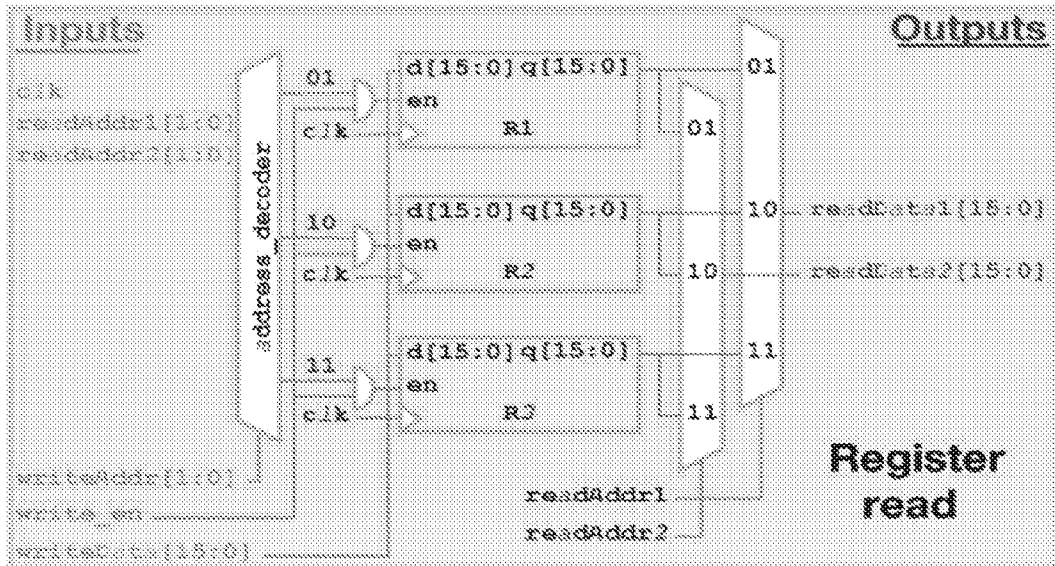 Inputs
Outputs
clk
readAddr1[1:0]
readAddr2[1:0]
address_decoder
01
d[15:0] q[15:0]
en
clk
R1
01
01
10
d[15:0] q[15:0]
en
clk
R2
10
10
readData1[15:0]
readData2[15:0]
11
d[15:0] q[15:0]
en
clk
R3
11
11
writeAddr[1:0]
write_en
writeData[15:0]
readAddr1
readAddr2
Register
read